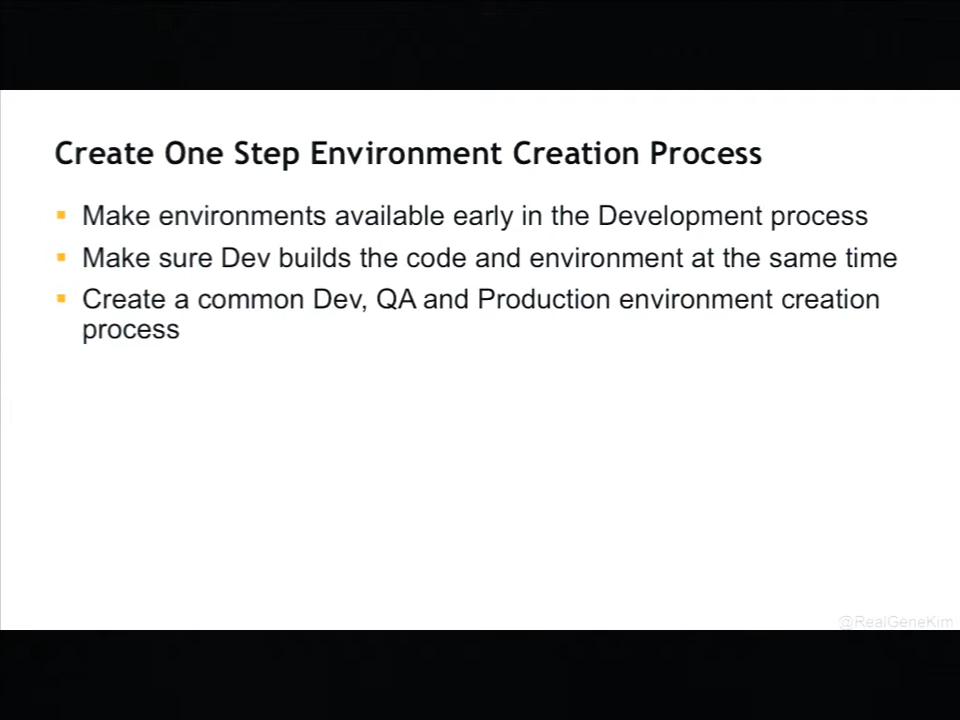 Create One Step Environment Creation Process
Make environments available early in the Development process
Make sure Dev builds the code and environment at the same time
Create a common Dev, QA and Production environment creation
process
@RealGeneKim